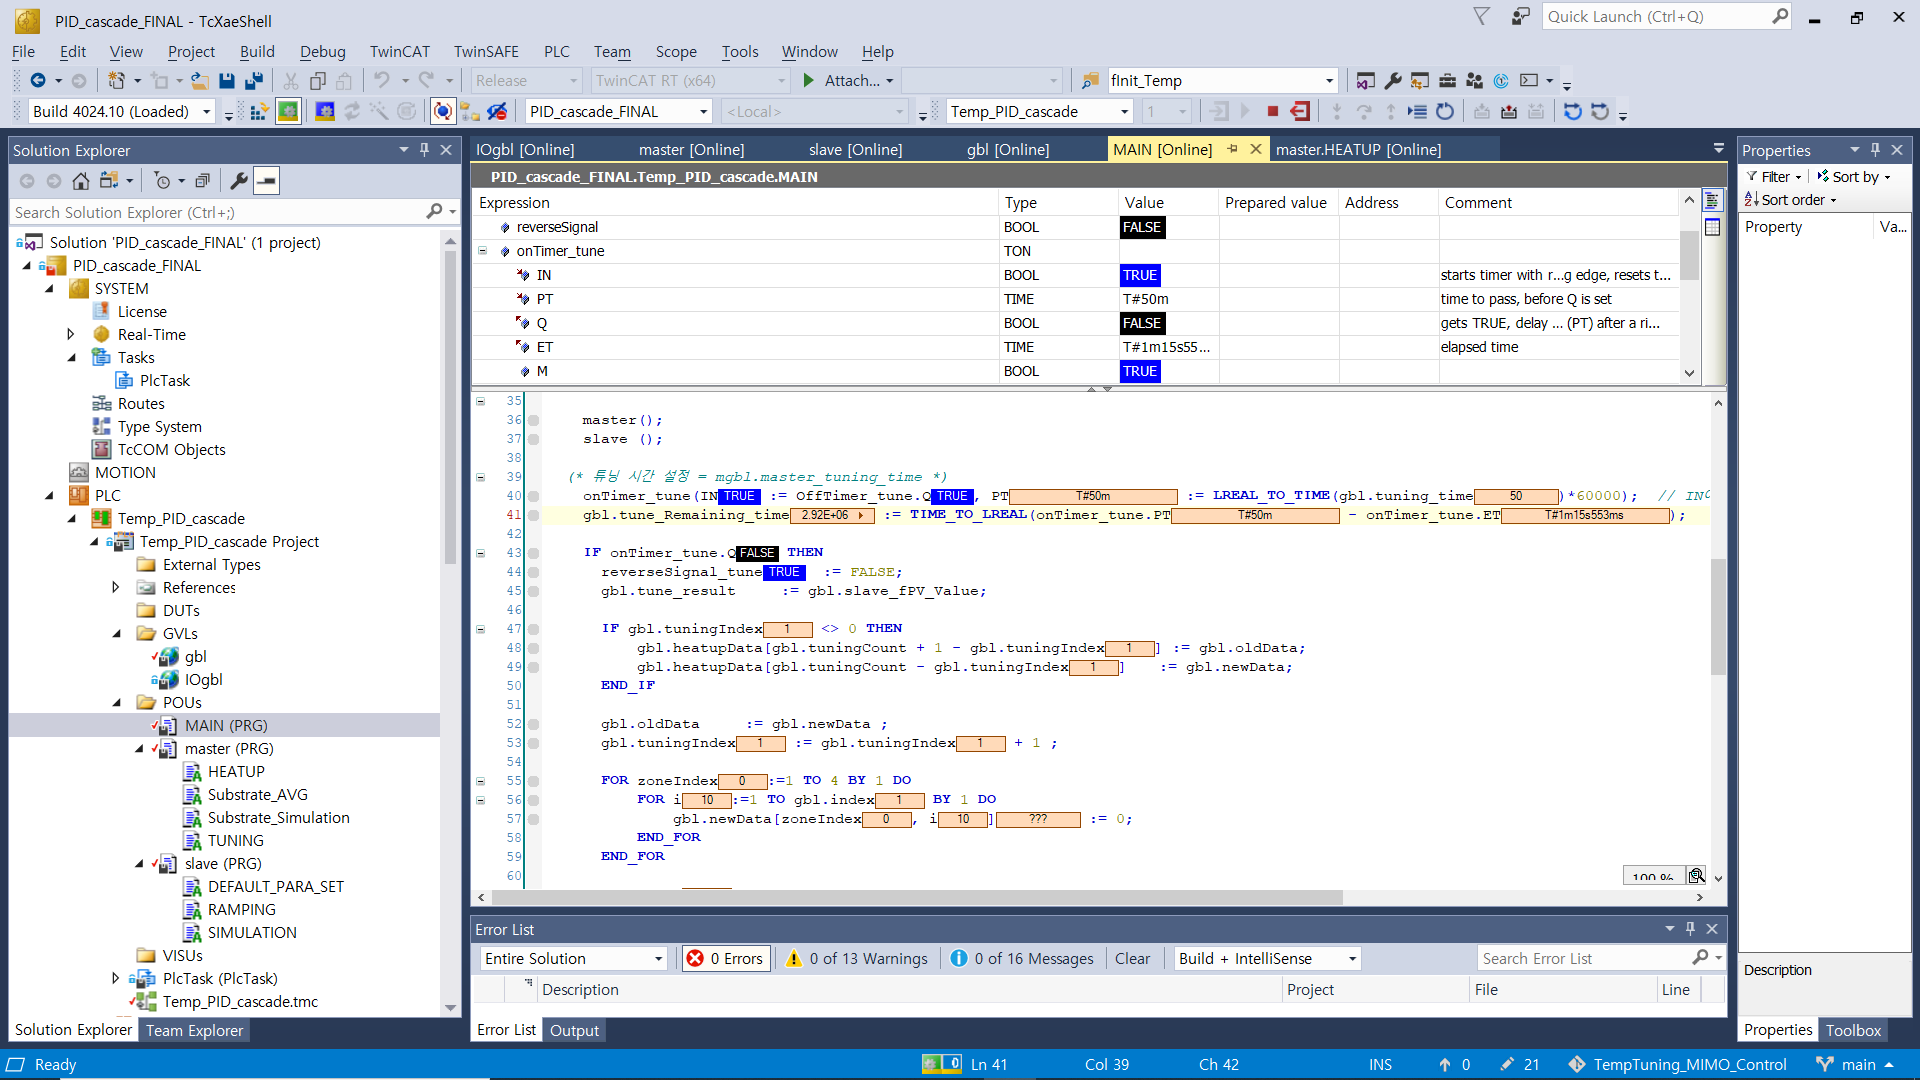 PID_cascade_FINAL - TcXaeShell
Quick Launch (Ctrl+Q)
File Edit View Project Build Debug TwinCAT TwinSAFE PLC Team Scope Tools Window Help
Release TwinCAT RT (x64) Attach... fInit_Temp
Build 4024.10 (Loaded) PID_cascade_FINAL <Local> Temp_PID_cascade 1
Solution Explorer
Search Solution Explorer (Ctrl+;)
Solution 'PID_cascade_FINAL' (1 project)
PID_cascade_FINAL
SYSTEM
License
Real-Time
Tasks
PlcTask
Routes
Type System
TcCOM Objects
MOTION
PLC
Temp_PID_cascade
Temp_PID_cascade Project
External Types
References
DUTs
GVLs
gbl
IOgbl
POUs
MAIN (PRG)
master (PRG)
HEATUP
Substrate_AVG
Substrate_Simulation
TUNING
slave (PRG)
DEFAULT_PARA_SET
RAMPING
SIMULATION
VISUs
PlcTask (PlcTask)
Temp_PID_cascade.tmc
Solution Explorer Team Explorer
IOgbl [Online] master [Online] slave [Online] gbl [Online] MAIN [Online] master.HEATUP [Online]
PID_cascade_FINAL.Temp_PID_cascade.MAIN
Expression Type Value Prepared value Address Comment
reverseSignal BOOL FALSE
onTimer_tune TON
IN BOOL TRUE starts timer with r...g edge, resets t...
PT TIME T#50m time to pass, before Q is set
Q BOOL FALSE gets TRUE, delay ... (PT) after a ri...
ET TIME T#1m15s55... elapsed time
M BOOL TRUE
35
36 master();
37 slave ();
38
39 (* 튜닝 시간 설정 = mgbl.master_tuning_time *)
40 onTimer_tune(IN TRUE := OffTimer_tune.Q TRUE , PT T#50m := LREAL_TO_TIME(gbl.tuning_time 50 )*60000); // IN
41 gbl.tune_Remaining_time 2.92E+06 := TIME_TO_LREAL(onTimer_tune.PT T#50m - onTimer_tune.ET T#1m15s553ms );
42
43 IF onTimer_tune.Q FALSE THEN
44 reverseSignal_tune TRUE := FALSE;
45 gbl.tune_result := gbl.slave_fPV_Value;
46
47 IF gbl.tuningIndex 1 <> 0 THEN
48 gbl.heatupData[gbl.tuningCount + 1 - gbl.tuningIndex 1 ] := gbl.oldData;
49 gbl.heatupData[gbl.tuningCount - gbl.tuningIndex 1 ] := gbl.newData;
50 END_IF
51
52 gbl.oldData := gbl.newData ;
53 gbl.tuningIndex 1 := gbl.tuningIndex 1 + 1 ;
54
55 FOR zoneIndex 0 :=1 TO 4 BY 1 DO
56 FOR i 10 :=1 TO gbl.index 1 BY 1 DO
57 gbl.newData[zoneIndex 0 , i 10 ] ??? := 0;
58 END_FOR
59 END_FOR
60
100 %
Error List
Entire Solution 0 Errors 0 of 13 Warnings 0 of 16 Messages Clear Build + IntelliSense Search Error List
Description Project File Line
Error List Output
Properties
Filter Sort by
Sort order
Property Va...
Description
Properties Toolbox
Ready 0 Ln 41 Col 39 Ch 42 INS 0 21 TempTuning_MIMO_Control main